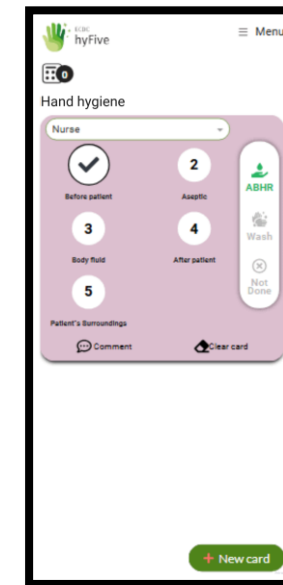 hyFive
Menu
0
Hand hygiene
Nurse
2
Before patient
Aseptic
ABHR
3
4
Wash
Body fluid
After patient
Not
Done
5
Patient's Surroundings
Comment
Clear card
+ New card